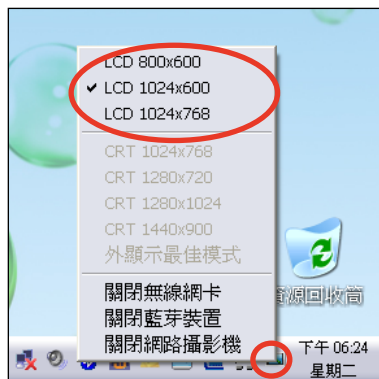 LCD 800x600
LCD 1024x600
LCD 1024x768
CRT 1024x768
CRT 1280x720
CRT 1280x1024
CRT 1440x900
外顯示最佳模式
關閉無線網卡
關閉藍芽裝置
關閉網路攝影機
資源回收筒
下午 06:24
星期二